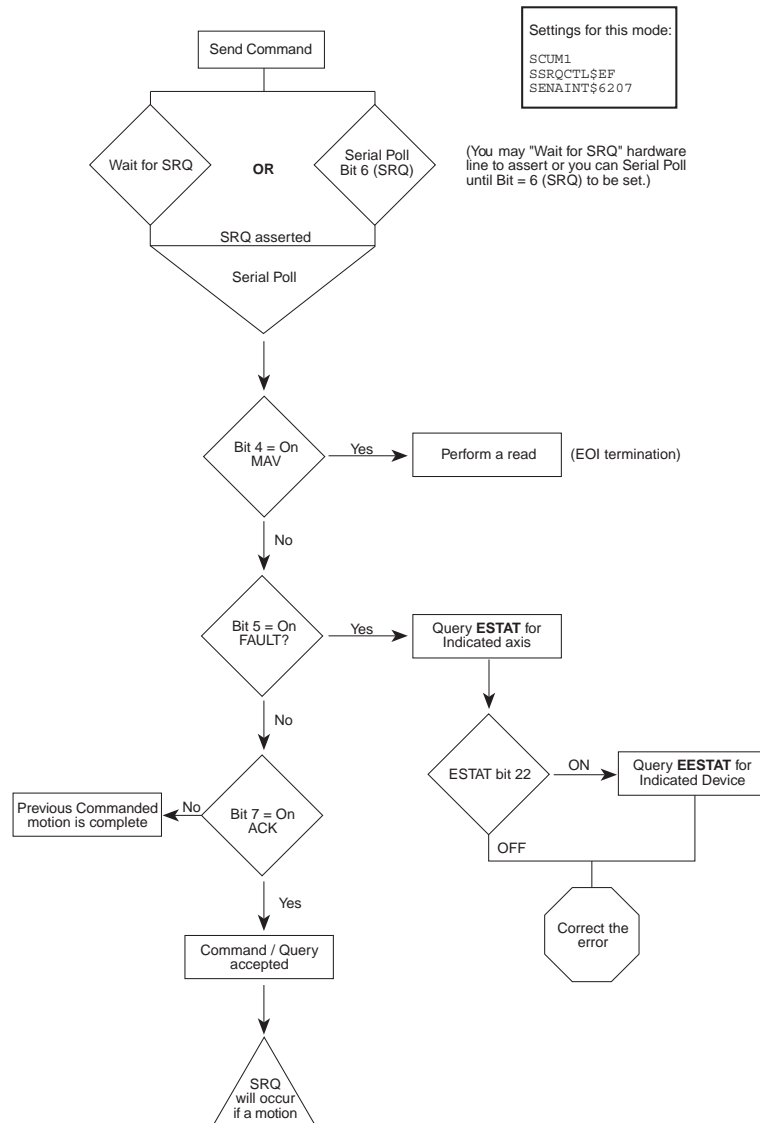 Send Command
Settings for this mode:
SCUM1
SSRQCTL$EF
SENAINT$6207
Wait for SRQ
OR
Serial Poll
Bit 6 (SRQ)
(You may "Wait for SRQ" hardware
line to assert or you can Serial Poll
until Bit = 6 (SRQ) to be set.)
SRQ asserted
Serial Poll
Bit 4 = On
MAV
Yes
Perform a read
(EOI termination)
No
Bit 5 = On
FAULT?
Yes
Query ESTAT for
Indicated axis
No
ESTAT bit 22
ON
Query EESTAT for
Indicated Device
OFF
Previous Commanded
motion is complete
No
Bit 7 = On
ACK
Yes
Correct the
error
Command / Query
accepted
SRQ
will occur
if a motion